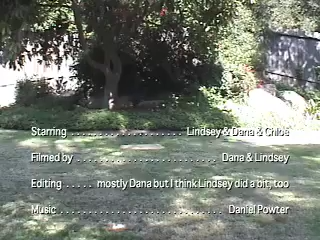 Starring .................... Lindsey & Dana & Chloe
Filmed by ......................... Dana & Lindsey
Editing ..... mostly Dana but I think Lindsey did a bit, too
Music ............................. Daniel Powter